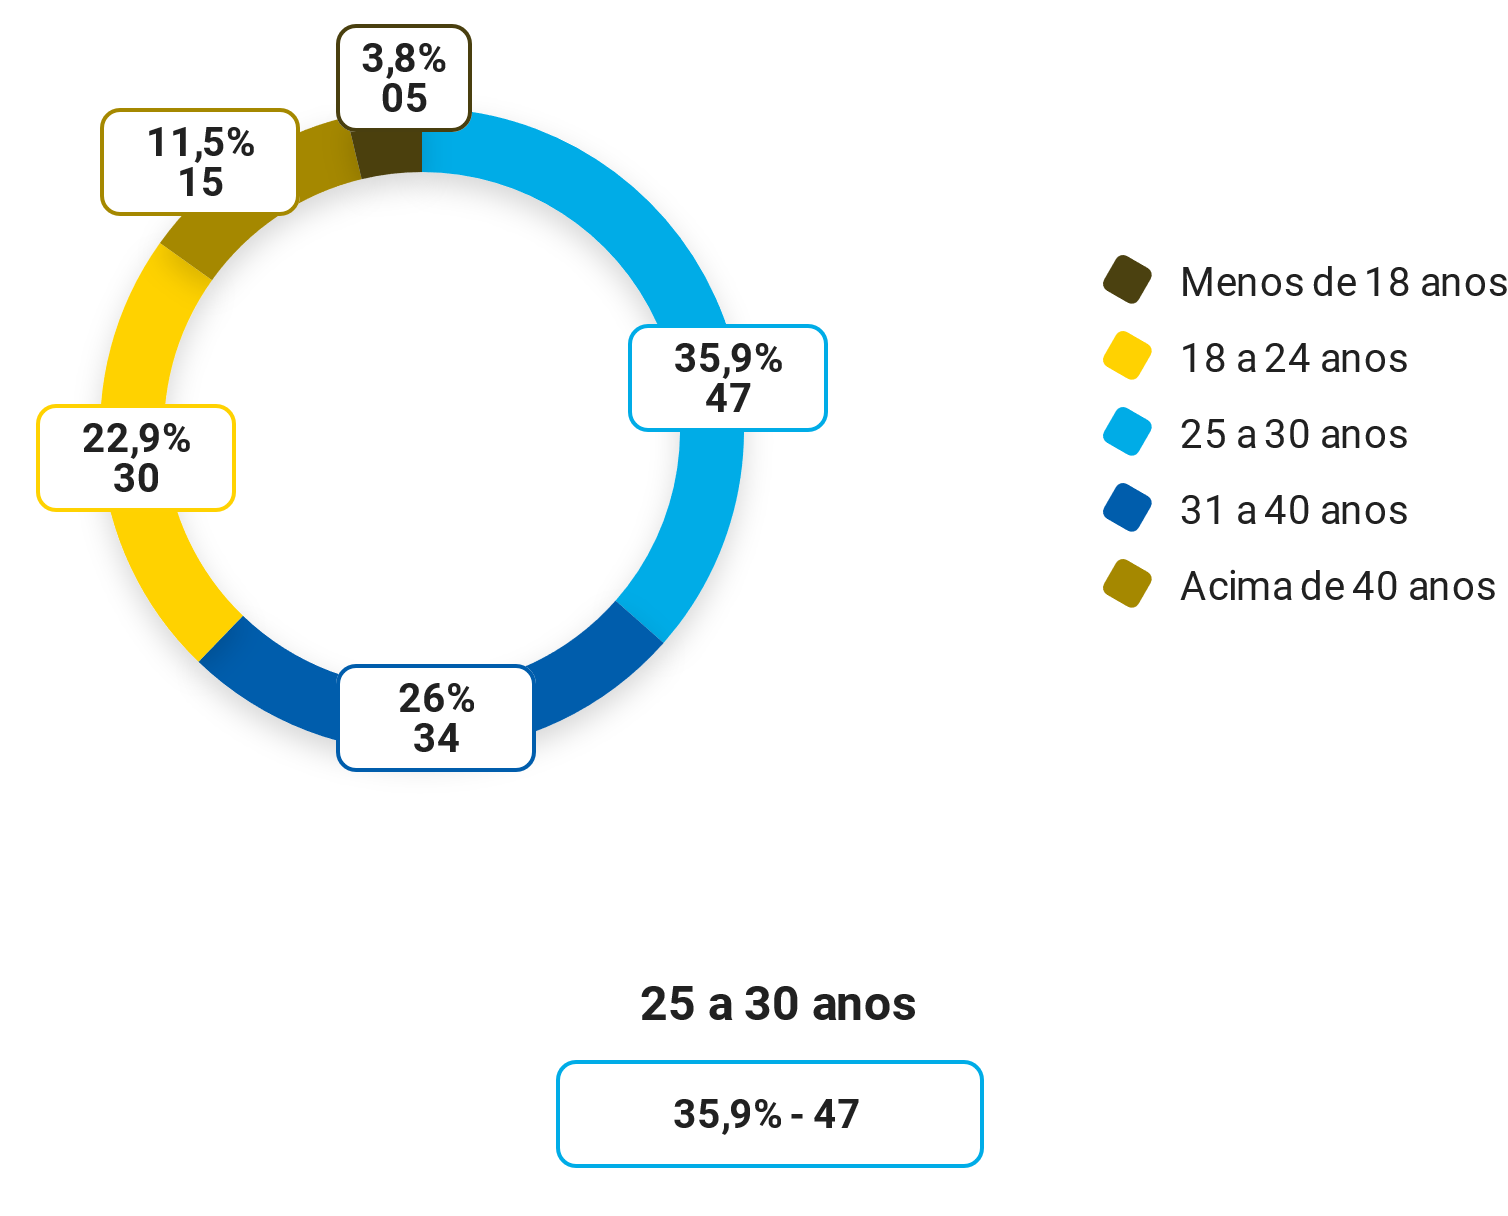 3,8%
05
11,5%
15
35,9%
47
22,9%
30
26%
34
Menos de 18 anos
18 a 24 anos
25 a 30 anos
31 a 40 anos
Acima de 40 anos
25 a 30 anos
35,9% - 47